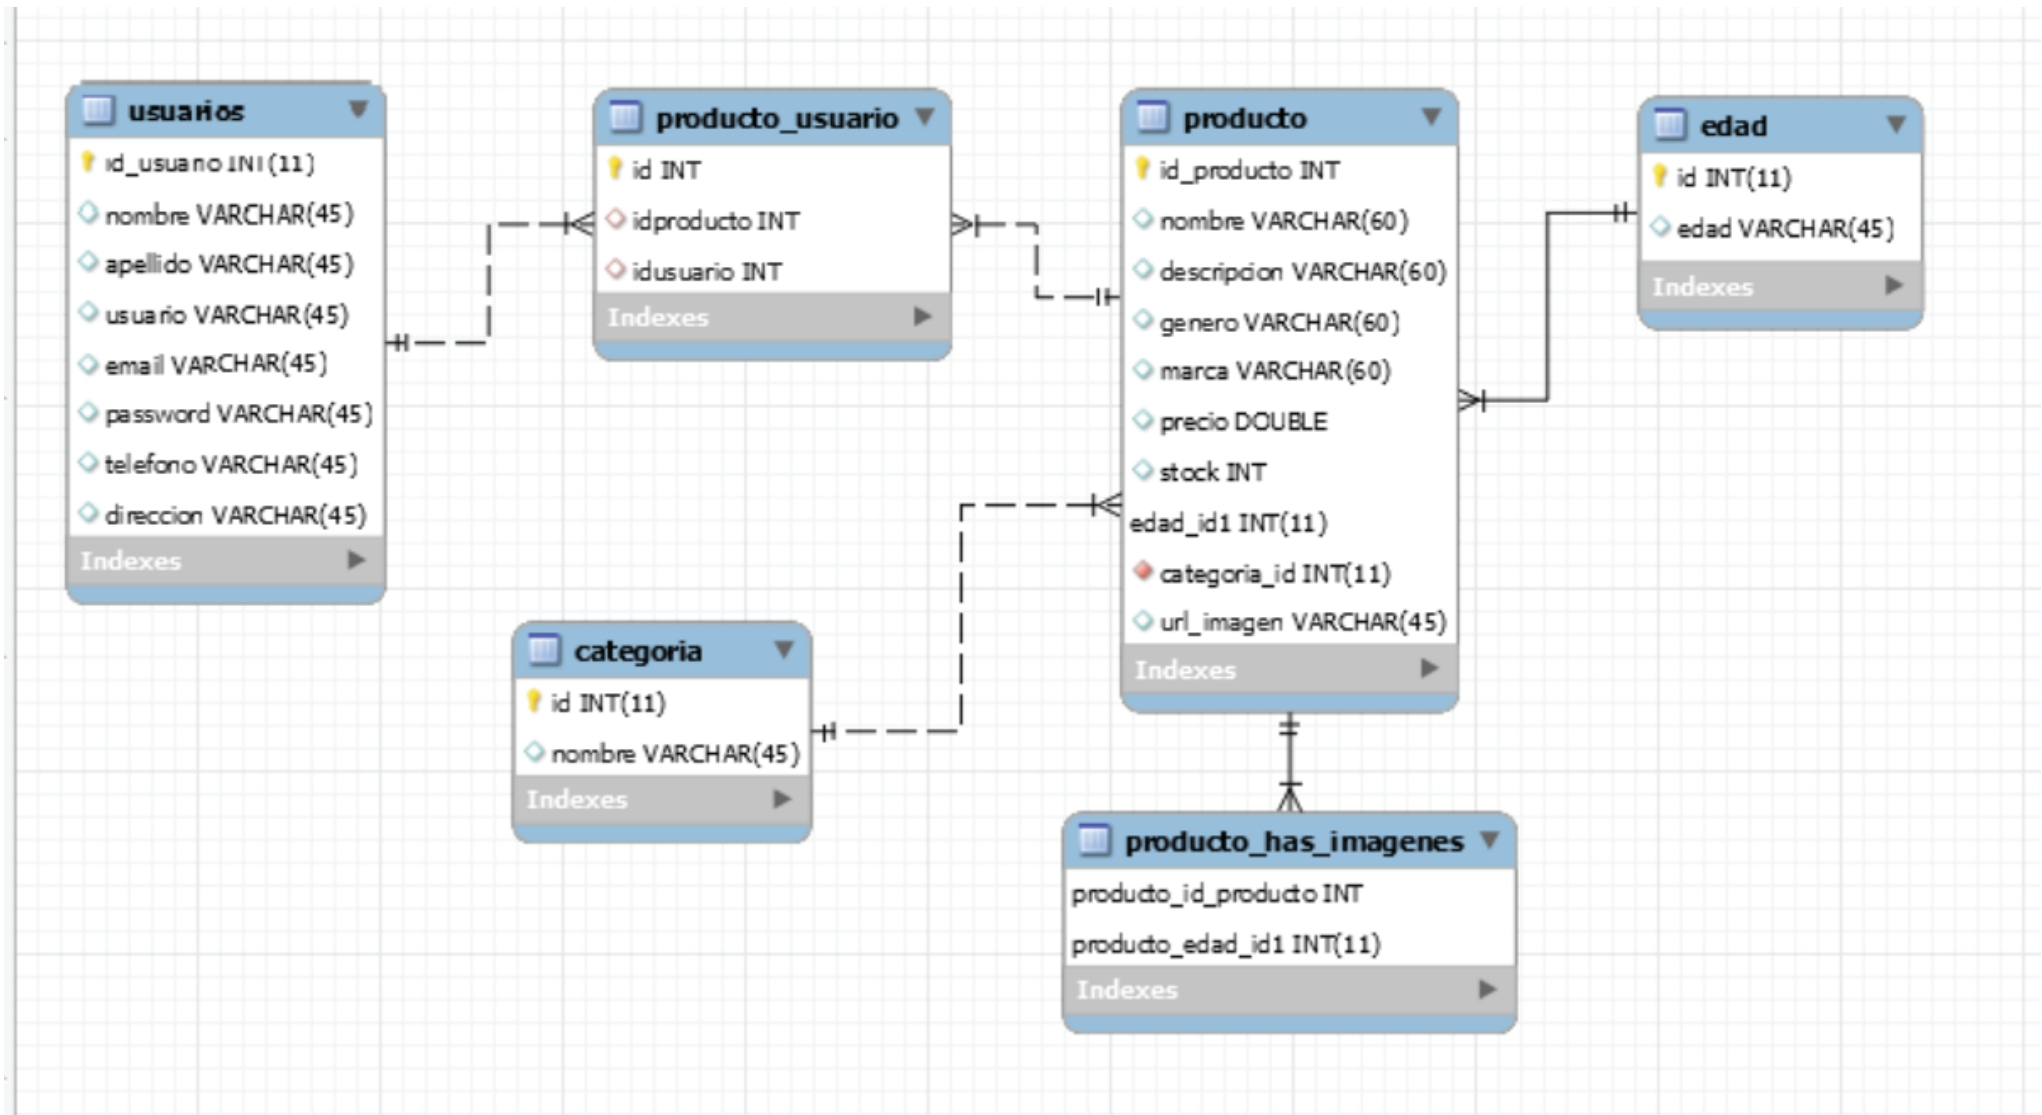 usuarios
id_usuario INT(11)
nombre VARCHAR(45)
apellido VARCHAR(45)
usuario VARCHAR(45)
email VARCHAR(45)
password VARCHAR(45)
telefono VARCHAR(45)
direccion VARCHAR(45)
Indexes
producto_usuario
id INT
idproducto INT
idusuario INT
Indexes
producto
id_producto INT
nombre VARCHAR(60)
descripcion VARCHAR(60)
genero VARCHAR(60)
marca VARCHAR(60)
precio DOUBLE
stock INT
edad_id1 INT(11)
categoria_id INT(11)
url_imagen VARCHAR(45)
Indexes
edad
id INT(11)
edad VARCHAR(45)
Indexes
categoria
id INT(11)
nombre VARCHAR(45)
Indexes
producto_has_imagenes
producto_id_producto INT
producto_edad_id1 INT(11)
Indexes